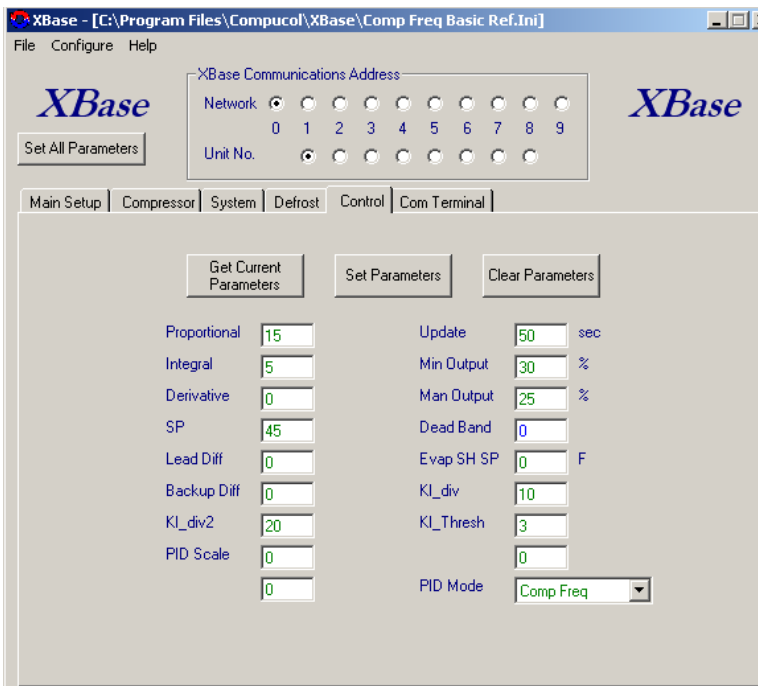 XBase - [C:\Program Files\Compucol\XBase\Comp Freq Basic Ref.Ini]
File Configure Help
XBase Communications Address
XBase
Network
XBase
0 1 2 3 4 5 6 7 8 9
Set All Parameters
Unit No.
Main Setup Compressor System Defrost Control Com Terminal
Get Current Parameters Set Parameters Clear Parameters
Proportional 15 Update 50 sec
Integral 5 Min Output 30 %
Derivative 0 Man Output 25 %
SP 45 Dead Band 0
Lead Diff 0 Evap SH SP 0 F
Backup Diff 0 KI_div 10
KI_div2 20 KI_Thresh 3
PID Scale 0 0
0 PID Mode Comp Freq